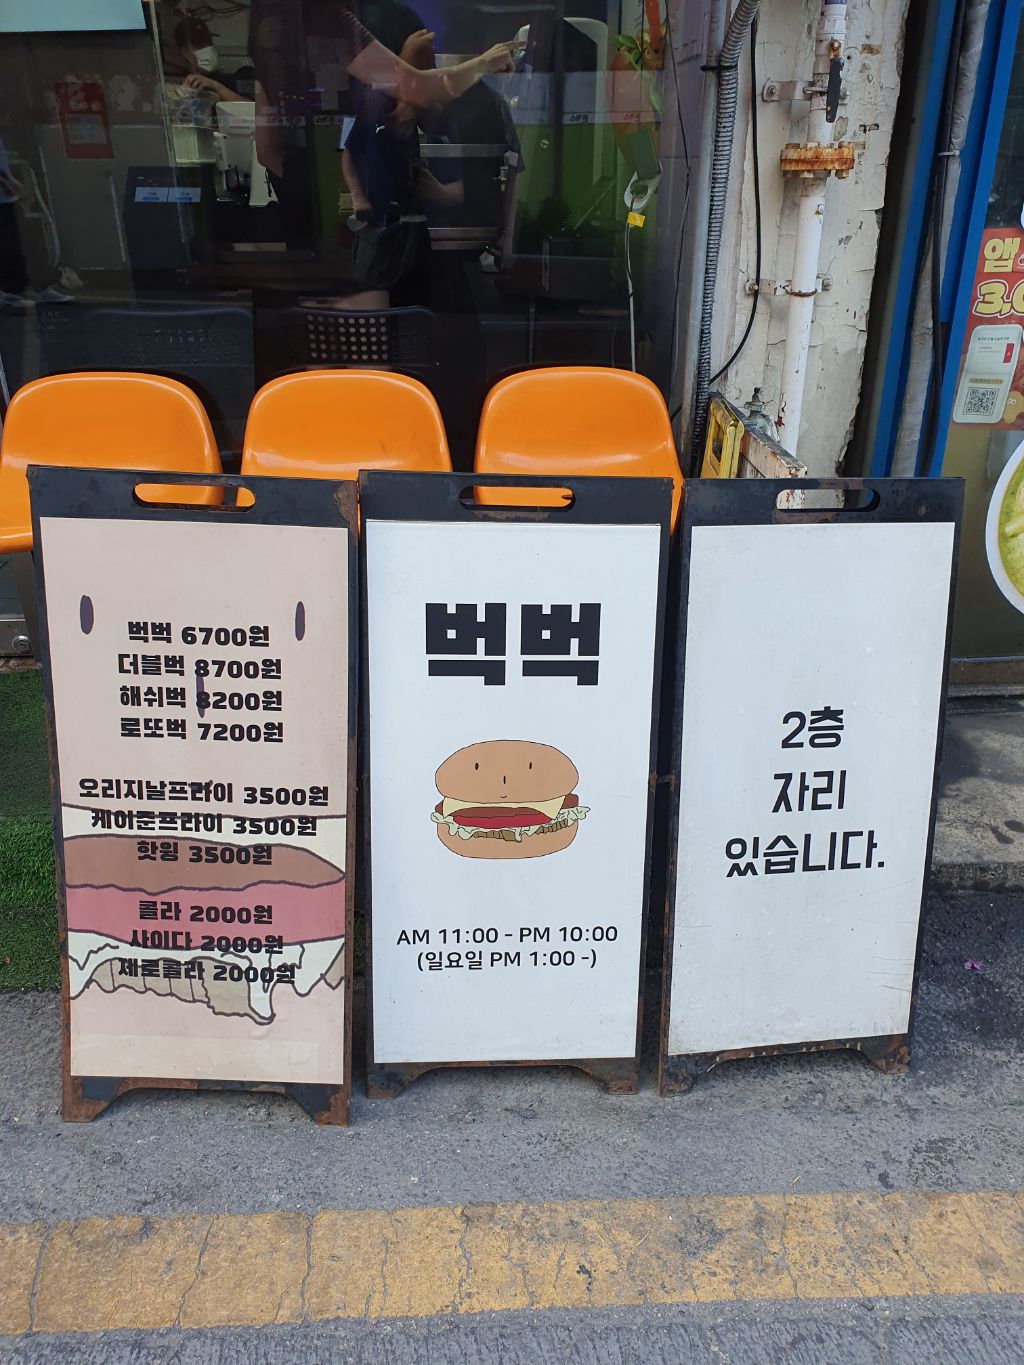 벅벅 6700원
더블벅 8700원
해쉬벅 8200원
로또벅 7200원
오리지날프라이 3500원
케이준프라이 3500원
핫윙 3500원
콜라 2000원
사이다 2000원
제로콜라 2000원
벅벅
AM 11:00 - PM 10:00
(일요일 PM 1:00 -)
2층
자리
있습니다.
앱